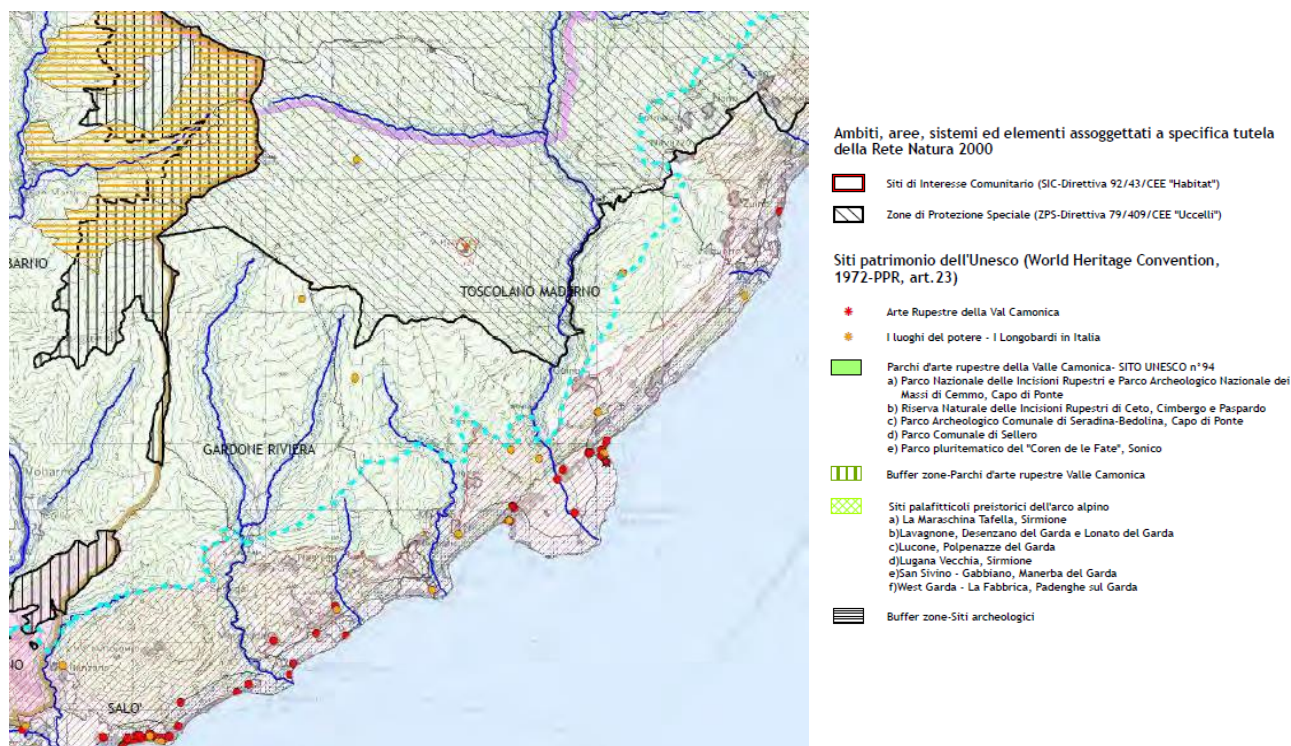 BARNO
TOSCOLANO MADERNO
GARDONE RIVIERA
NO
SALO'
Ambiti, aree, sistemi ed elementi assoggettati a specifica tutela
della Rete Natura 2000
Siti di Interesse Comunitario (SIC-Direttiva 92/43/CEE "Habitat")
Zone di Protezione Speciale (ZPS-Direttiva 79/409/CEE "Uccelli")
Siti patrimonio dell'Unesco (World Heritage Convention,
1972-PPR, art.23)
Arte Rupestre della Val Camonica
I luoghi del potere - I Longobardi in Italia
Parchi d'arte rupestre della Valle Camonica- SITO UNESCO n°94
a) Parco Nazionale delle Incisioni Rupestri e Parco Archeologico Nazionale dei
Massi di Cemmo, Capo di Ponte
b) Riserva Naturale delle Incisioni Rupestri di Ceto, Cimbergo e Paspardo
c) Parco Archeologico Comunale di Seradina-Bedolina, Capo di Ponte
d) Parco Comunale di Sellero
e) Parco pluritematico del "Coren de le Fate", Sonico
Buffer zone-Parchi d'arte rupestre Valle Camonica
Siti palafitticoli preistorici dell'arco alpino
a) La Maraschina Tafella, Sirmione
b)Lavagnone, Desenzano del Garda e Lonato del Garda
c)Lucone, Polpenazze del Garda
d)Lugana Vecchia, Sirmione
e)San Sivino - Gabbiano, Manerba del Garda
f)West Garda - La Fabbrica, Padenghe sul Garda
Buffer zone-Siti archeologici